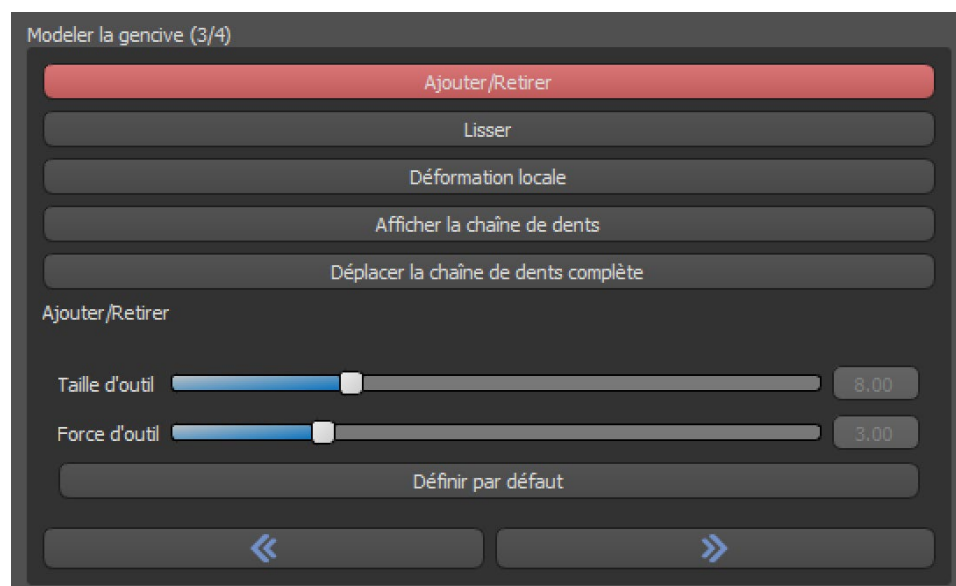 Modeler la gencive (3/4)
Ajouter/Retirer
Lisser
Déformation locale
Afficher la chaîne de dents
Déplacer la chaîne de dents complète
Ajouter/Retirer
Taille d'outil 8.00
Force d'outil 3.00
Définir par défaut